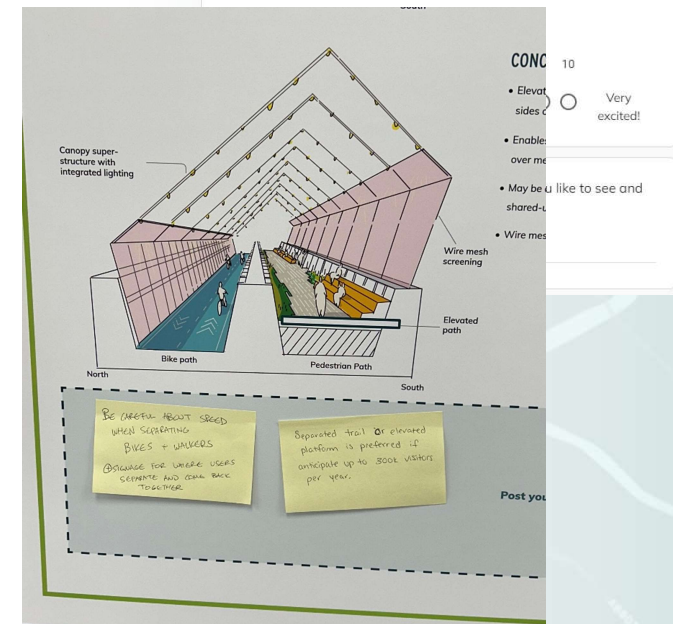 South
CONC
• Elevat
sides
• Enable
over me
• May be
shared-u
• Wire mes
Canopy super-
structure with
integrated lighting
Wire mesh
screening
Elevated
path
Bike path
Pedestrian Path
North
South
BE CAREFUL ABOUT SPEED
WHEN SEPARATING
BIKES + WALKERS
+ SIGNAGE FOR WHERE USERS
SEPARATE AND COME BACK
TOGETHER
Separated trail or elevated
platform is preferred if
anticipate up to 300k visitors
per year.
Post you
10
Very
excited!
u like to see and